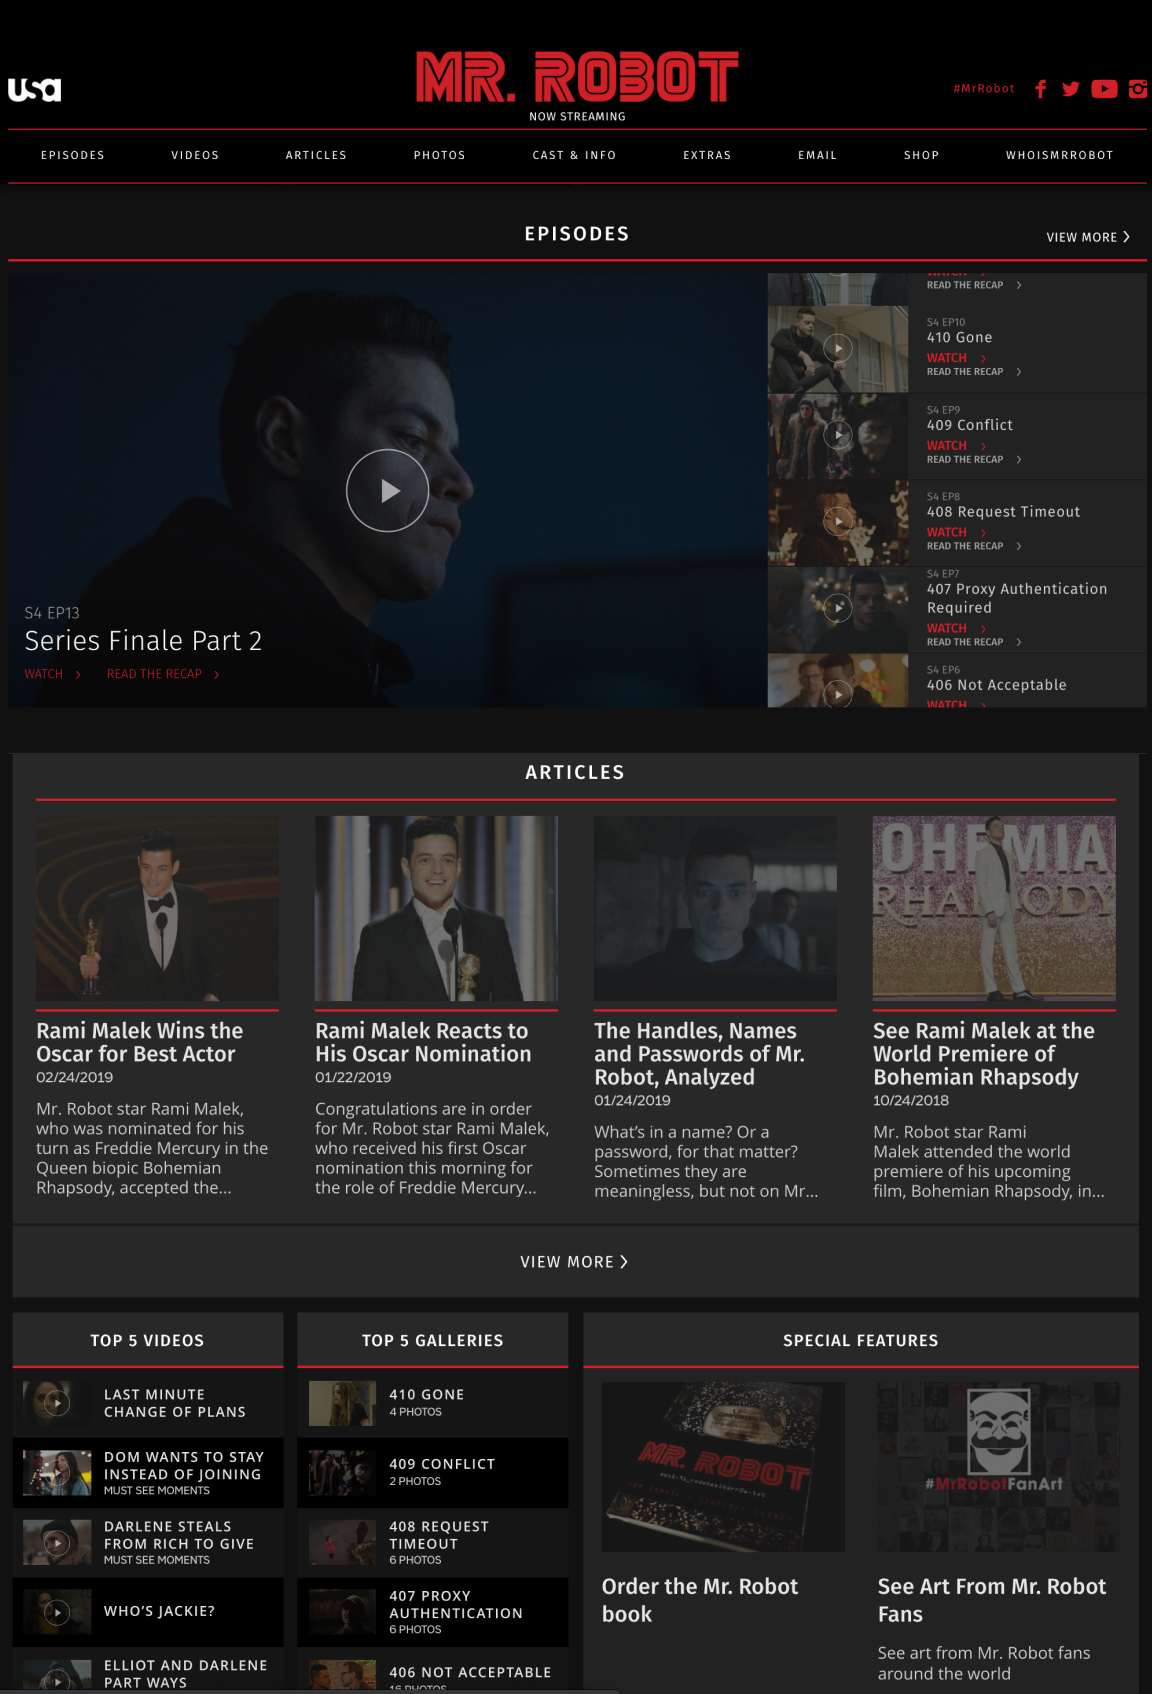 usa
MR. ROBOT
NOW STREAMING
#MrRobot
EPISODES
VIDEOS
ARTICLES
PHOTOS
CAST & INFO
EXTRAS
EMAIL
SHOP
WHOISMRROBOT
EPISODES
VIEW MORE
S4 EP13
Series Finale Part 2
WATCH
READ THE RECAP
WATCH
READ THE RECAP
S4 EP10
410 Gone
WATCH
READ THE RECAP
S4 EP9
409 Conflict
WATCH
READ THE RECAP
S4 EP8
408 Request Timeout
WATCH
READ THE RECAP
S4 EP7
407 Proxy Authentication
Required
WATCH
READ THE RECAP
S4 EP6
406 Not Acceptable
WATCH
ARTICLES
Rami Malek Wins the
Oscar for Best Actor
02/24/2019
Mr. Robot star Rami Malek,
who was nominated for his
turn as Freddie Mercury in the
Queen biopic Bohemian
Rhapsody, accepted the...
Rami Malek Reacts to
His Oscar Nomination
01/22/2019
Congratulations are in order
for Mr. Robot star Rami Malek,
who received his first Oscar
nomination this morning for
the role of Freddie Mercury...
The Handles, Names
and Passwords of Mr.
Robot, Analyzed
01/24/2019
What's in a name? Or a
password, for that matter?
Sometimes they are
meaningless, but not on Mr...
OHEMIA
RHA ODY
See Rami Malek at the
World Premiere of
Bohemian Rhapsody
10/24/2018
Mr. Robot star Rami
Malek attended the world
premiere of his upcoming
film, Bohemian Rhapsody, in...
VIEW MORE
TOP 5 VIDEOS
LAST MINUTE
CHANGE OF PLANS
DOM WANTS TO STAY
INSTEAD OF JOINING
MUST SEE MOMENTS
DARLENE STEALS
FROM RICH TO GIVE
MUST SEE MOMENTS
WHO'S JACKIE?
ELLIOT AND DARLENE
PART WAYS
TOP 5 GALLERIES
410 GONE
4 PHOTOS
409 CONFLICT
2 PHOTOS
408 REQUEST
TIMEOUT
6 PHOTOS
407 PROXY
AUTHENTICATION
6 PHOTOS
406 NOT ACCEPTABLE
16 PHOTOS
SPECIAL FEATURES
MR. ROBOT
Order the Mr. Robot
book
#MrRobotFanArt
See Art From Mr. Robot
Fans
See art from Mr. Robot fans
around the world